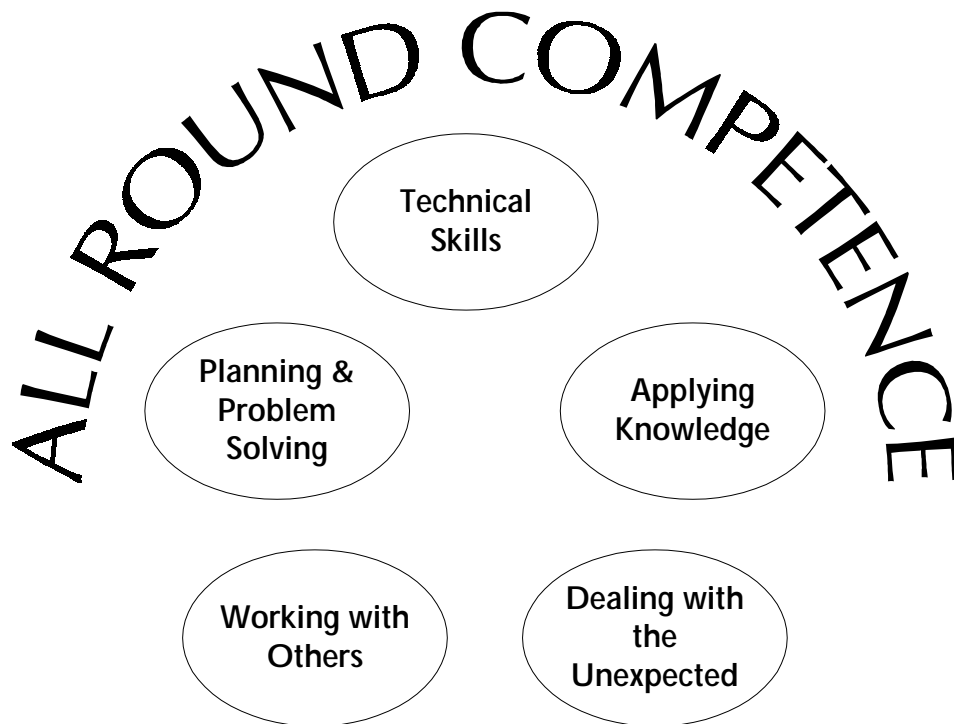 ALL ROUND COMPETENCE
Technical
Skills
Planning &
Problem
Solving
Applying
Knowledge
Working with
Others
Dealing with
the
Unexpected